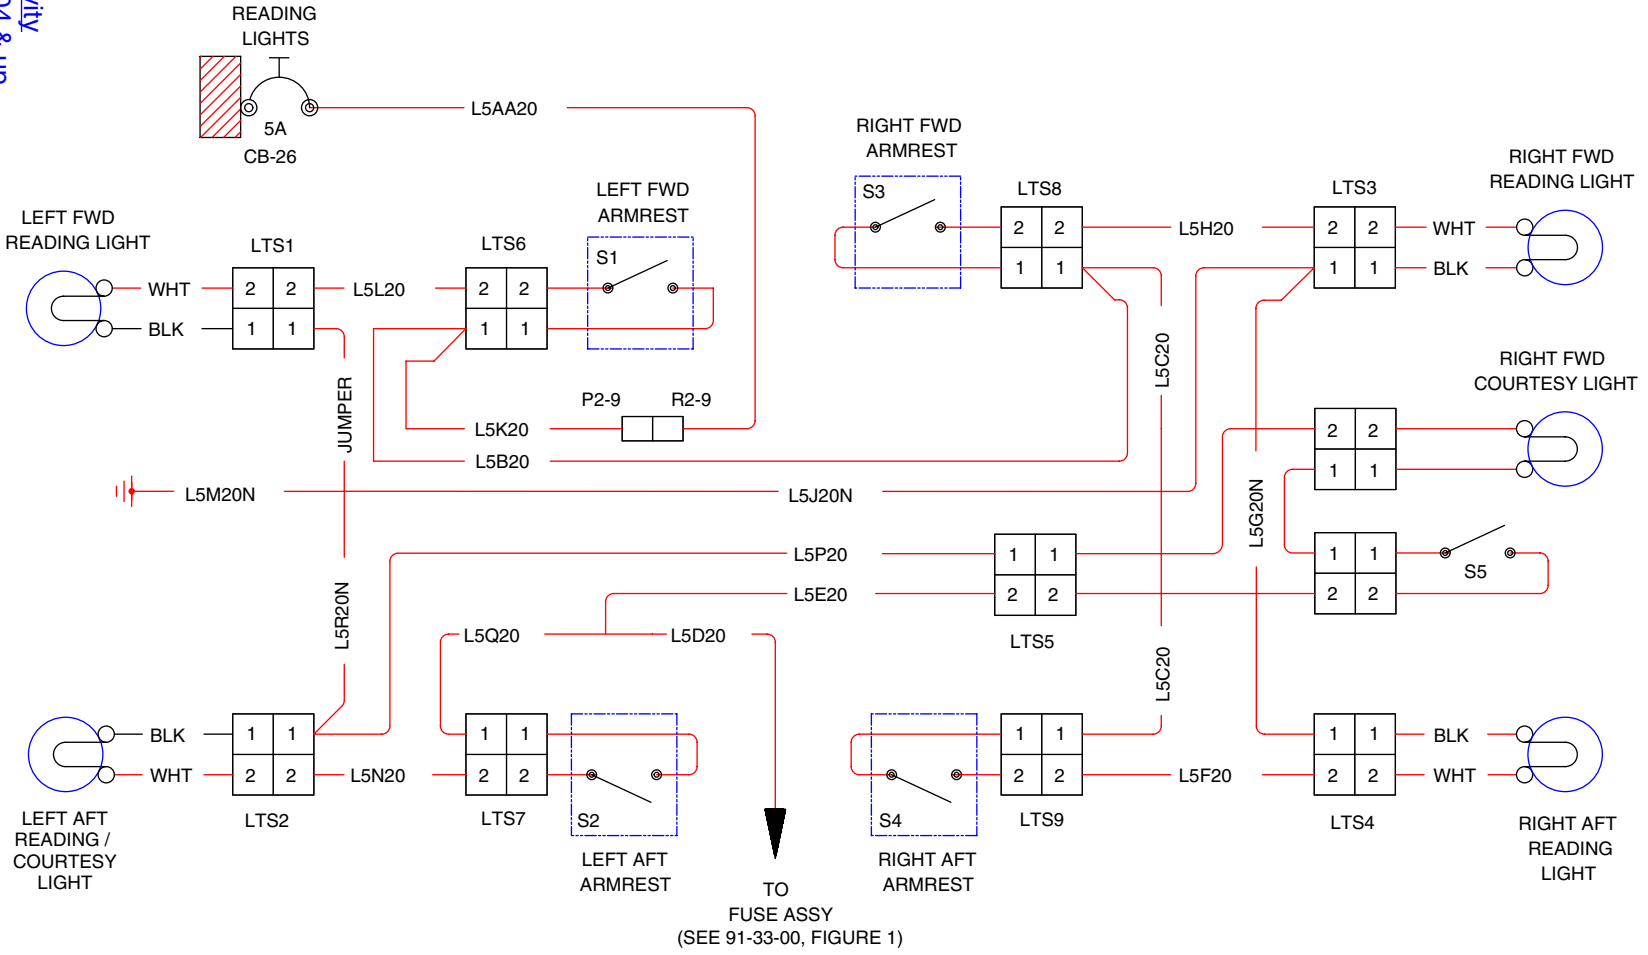 vity
04 & UP
READING
LIGHTS
5A
CB-26
L5AA20
RIGHT FWD
ARMREST
S3
LTS8
2 2
1 1
L5H20
LTS3
2 2
1 1
WHT
BLK
RIGHT FWD
READING LIGHT
LEFT FWD
READING LIGHT
WHT
BLK
LTS1
2 2
1 1
L5L20
LTS6
2 2
1 1
LEFT FWD
ARMREST
S1
JUMPER
P2-9
R2-9
L5K20
L5B20
L5C20
L5G20N
RIGHT FWD
COURTESY LIGHT
2 2
1 1
L5M20N
L5J20N
L5P20
L5E20
1 1
2 2
LTS5
1 1
2 2
S5
L5R20N
L5Q20
L5D20
L5C20
BLK
WHT
1 1
2 2
LTS2
L5N20
1 1
2 2
LTS7
S2
LEFT AFT
ARMREST
S4
RIGHT AFT
ARMREST
1 1
2 2
LTS9
L5F20
1 1
2 2
LTS4
BLK
WHT
LEFT AFT
READING /
COURTESY
LIGHT
RIGHT AFT
READING
LIGHT
TO
FUSE ASSY
(SEE 91-33-00, FIGURE 1)